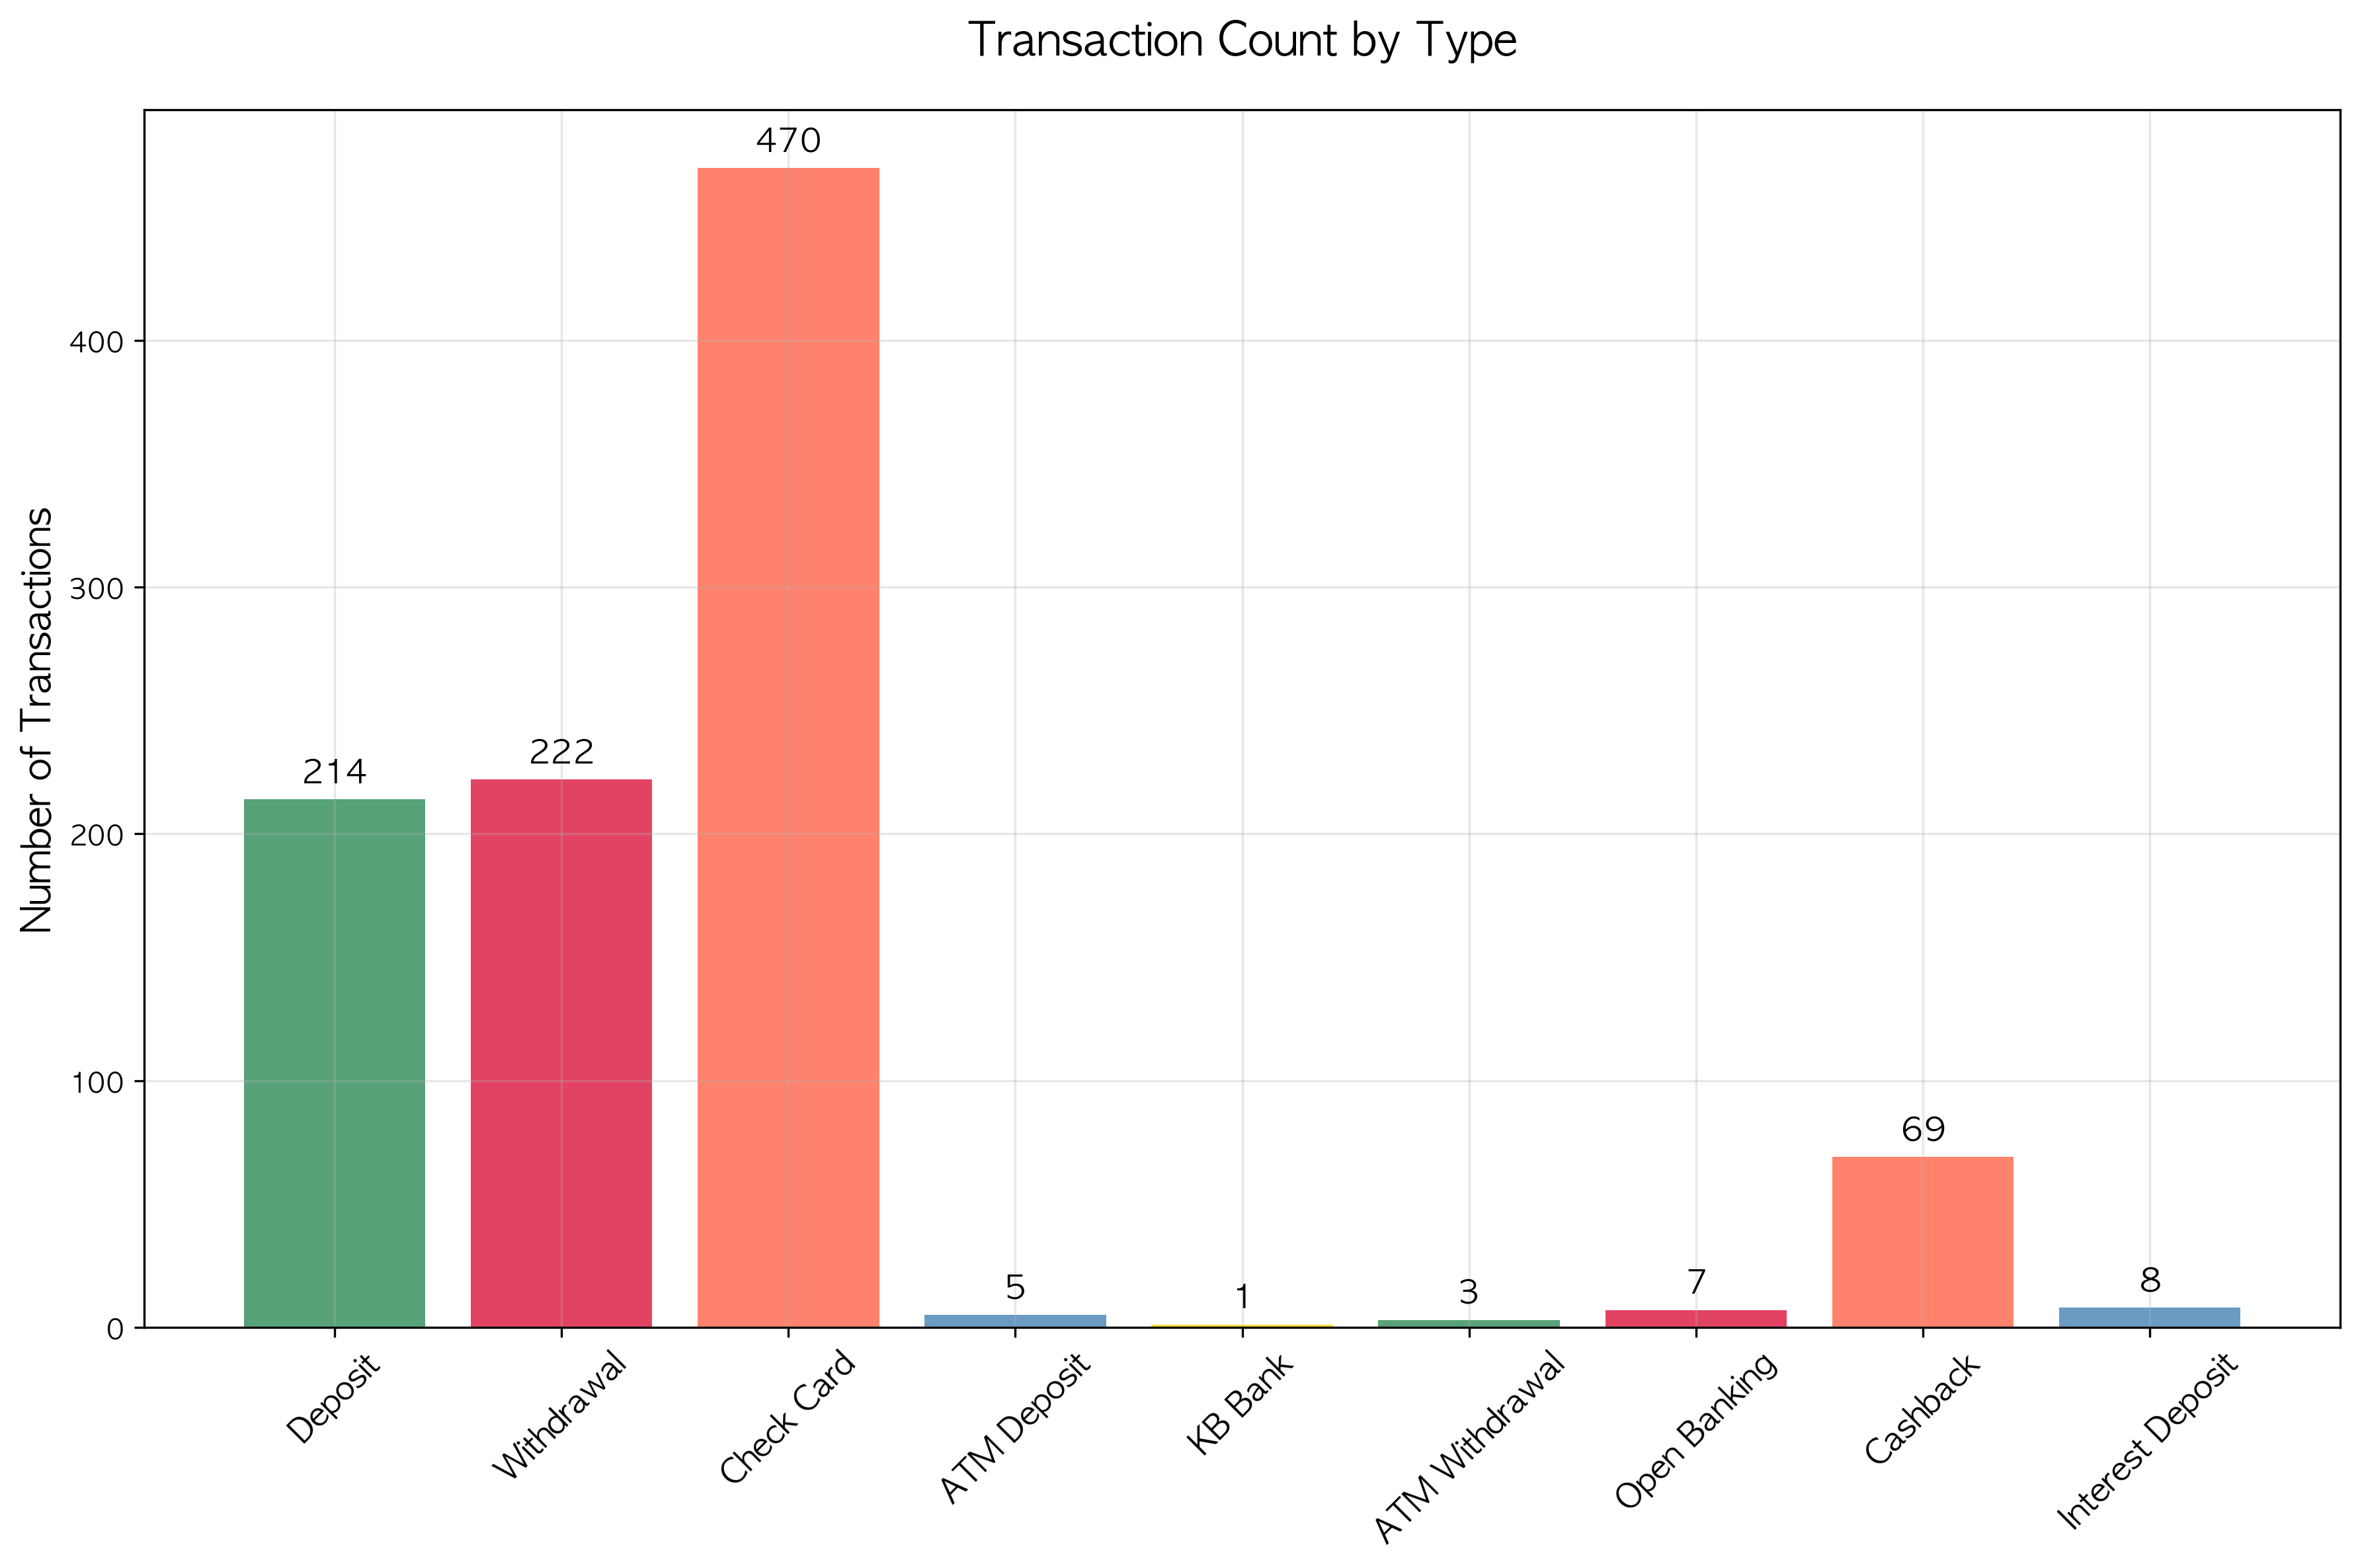 Transaction Count by Type
Number of Transactions
400
300
200
100
0
214
222
470
5
1
3
7
69
8
Deposit
Withdrawal
Check Card
ATM Deposit
KB Bank
ATM Withdrawal
Open Banking
Cashback
Interest Deposit